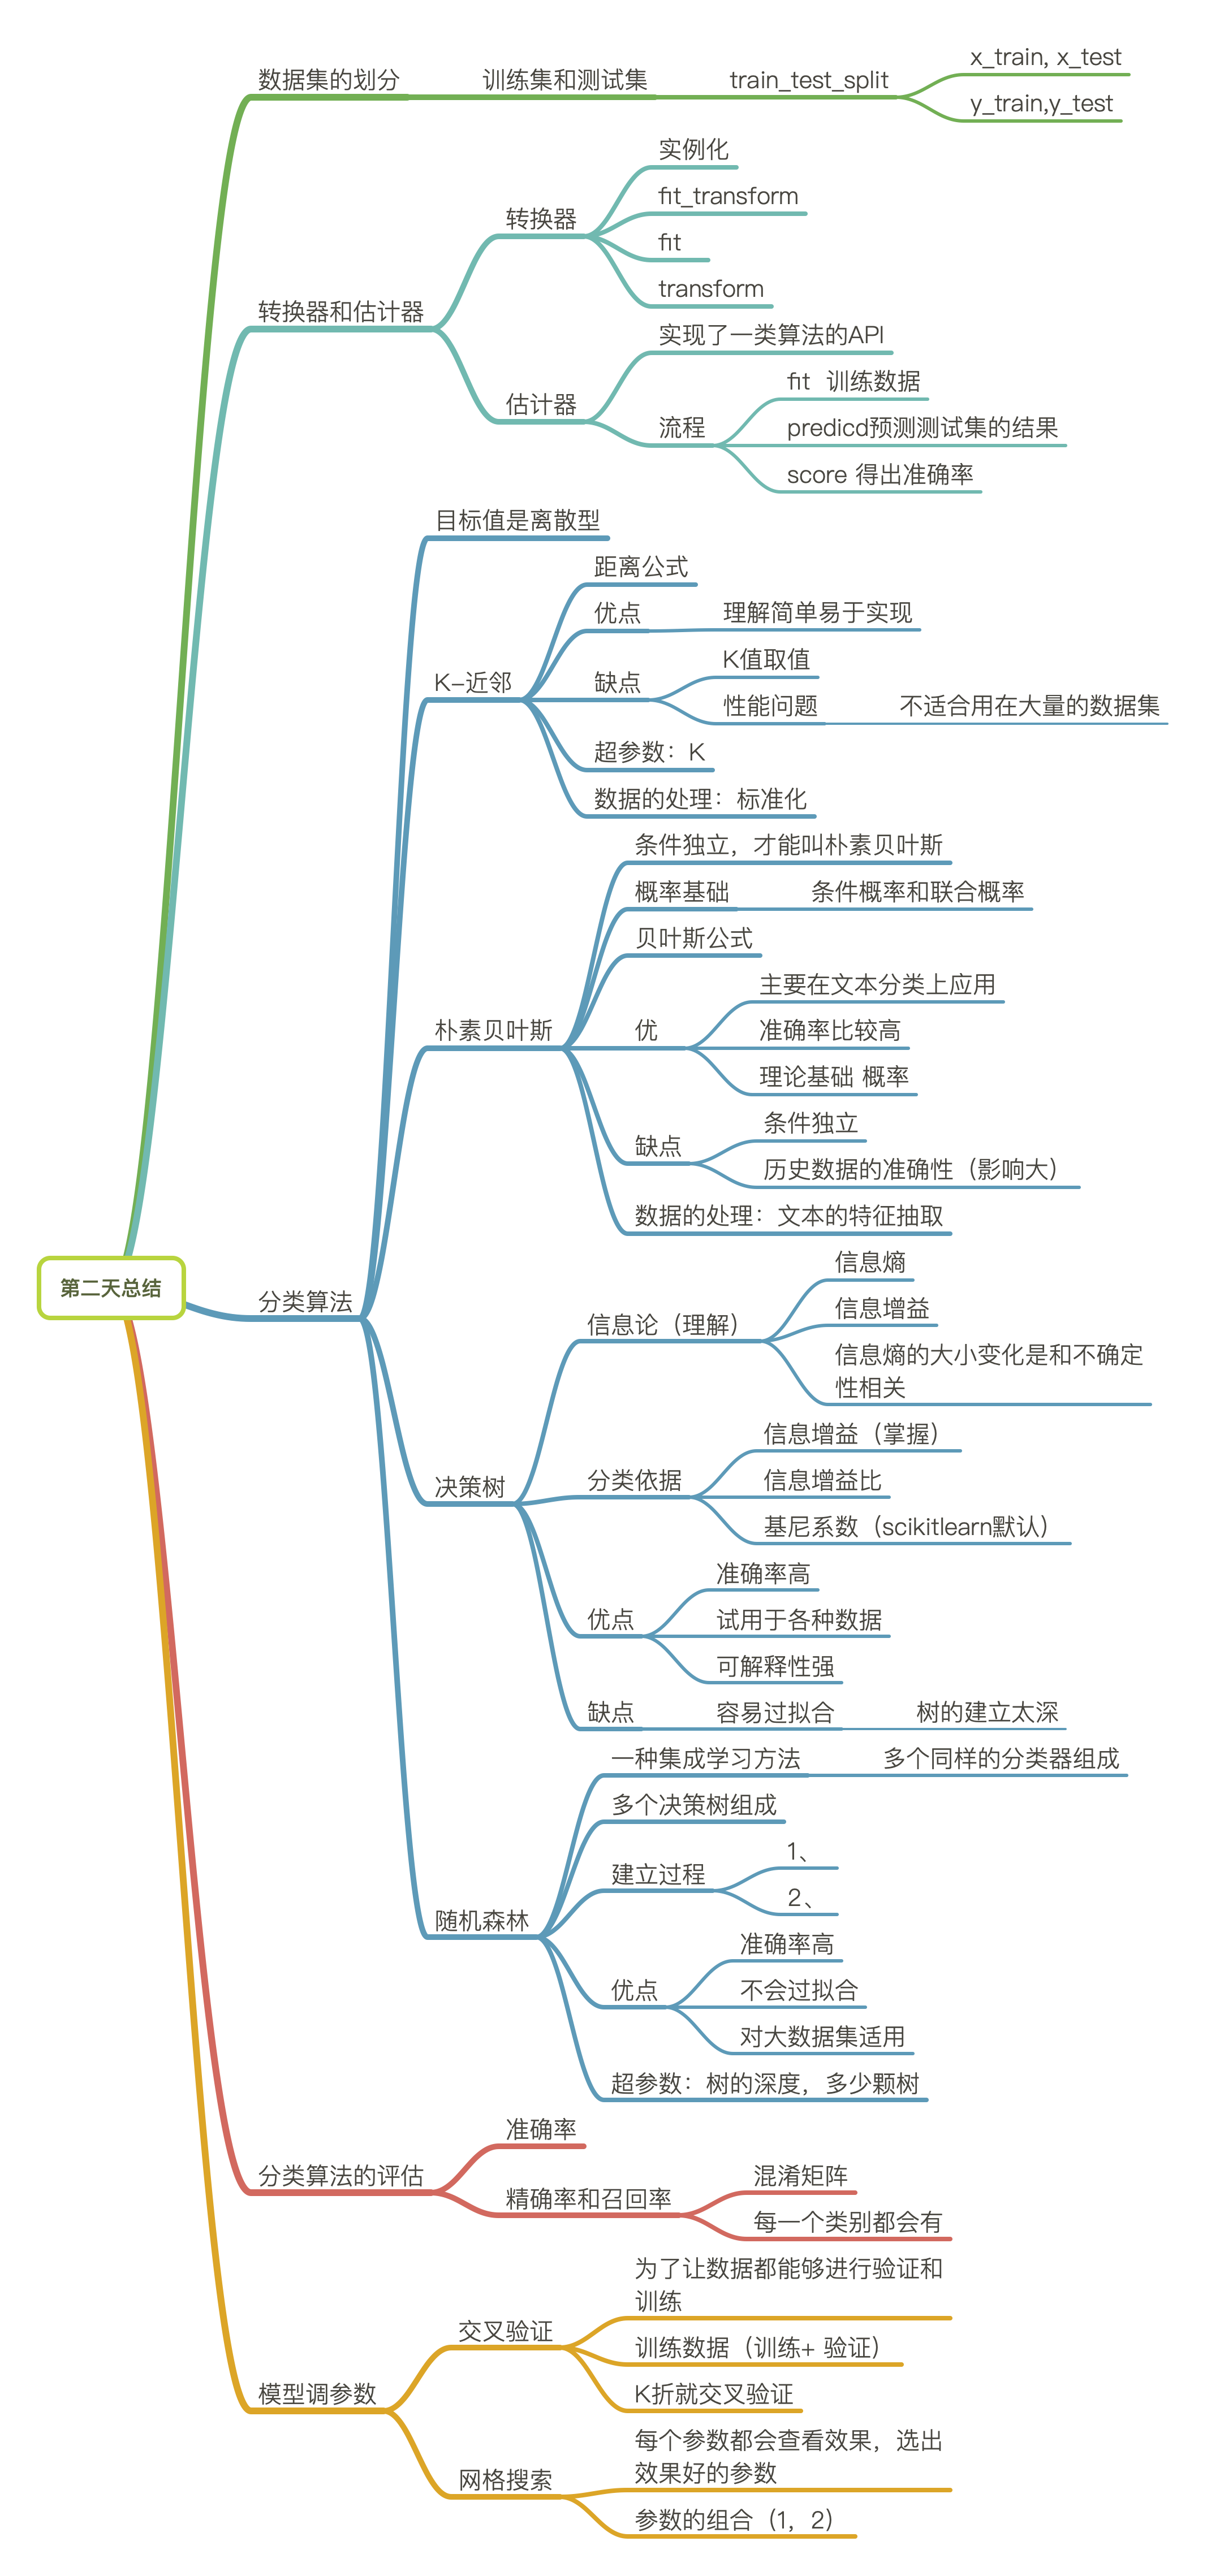 第二天总结
数据集的划分
训练集和测试集
train_test_split
x_train, x_test
y_train,y_test
转换器和估计器
转换器
实例化
fit_transform
fit
transform
估计器
实现了一类算法的API
流程
fit 训练数据
predicd预测测试集的结果
score 得出准确率
分类算法
目标值是离散型
K-近邻
距离公式
优点
理解简单易于实现
缺点
K值取值
性能问题
不适合用在大量的数据集
超参数：K
数据的处理：标准化
朴素贝叶斯
条件独立，才能叫朴素贝叶斯
概率基础
条件概率和联合概率
贝叶斯公式
优
主要在文本分类上应用
准确率比较高
理论基础 概率
缺点
条件独立
历史数据的准确性（影响大）
数据的处理：文本的特征抽取
决策树
信息论（理解）
信息熵
信息增益
信息熵的大小变化是和不确定
性相关
分类依据
信息增益（掌握）
信息增益比
基尼系数（scikitlearn默认）
优点
准确率高
试用于各种数据
可解释性强
缺点
容易过拟合
树的建立太深
随机森林
一种集成学习方法
多个同样的分类器组成
多个决策树组成
建立过程
1、
2、
优点
准确率高
不会过拟合
对大数据集适用
超参数：树的深度，多少颗树
分类算法的评估
准确率
精确率和召回率
混淆矩阵
每一个类别都会有
模型调参数
交叉验证
为了让数据都能够进行验证和
训练
训练数据（训练+ 验证）
K折就交叉验证
网格搜索
每个参数都会查看效果，选出
效果好的参数
参数的组合（1，2）